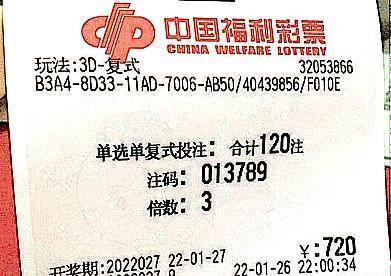 中国福利彩票
CHINA WELFARE LOTTERY
玩法:3D-复式 32053866
B3A4-8D33-11AD-7006-AB50/40439856/F010E
单选单复式投注: 合计120注
注码: 013789
倍数: 3
¥:720
开奖期:2022027 22-01-27 22-01-26 22:00:34